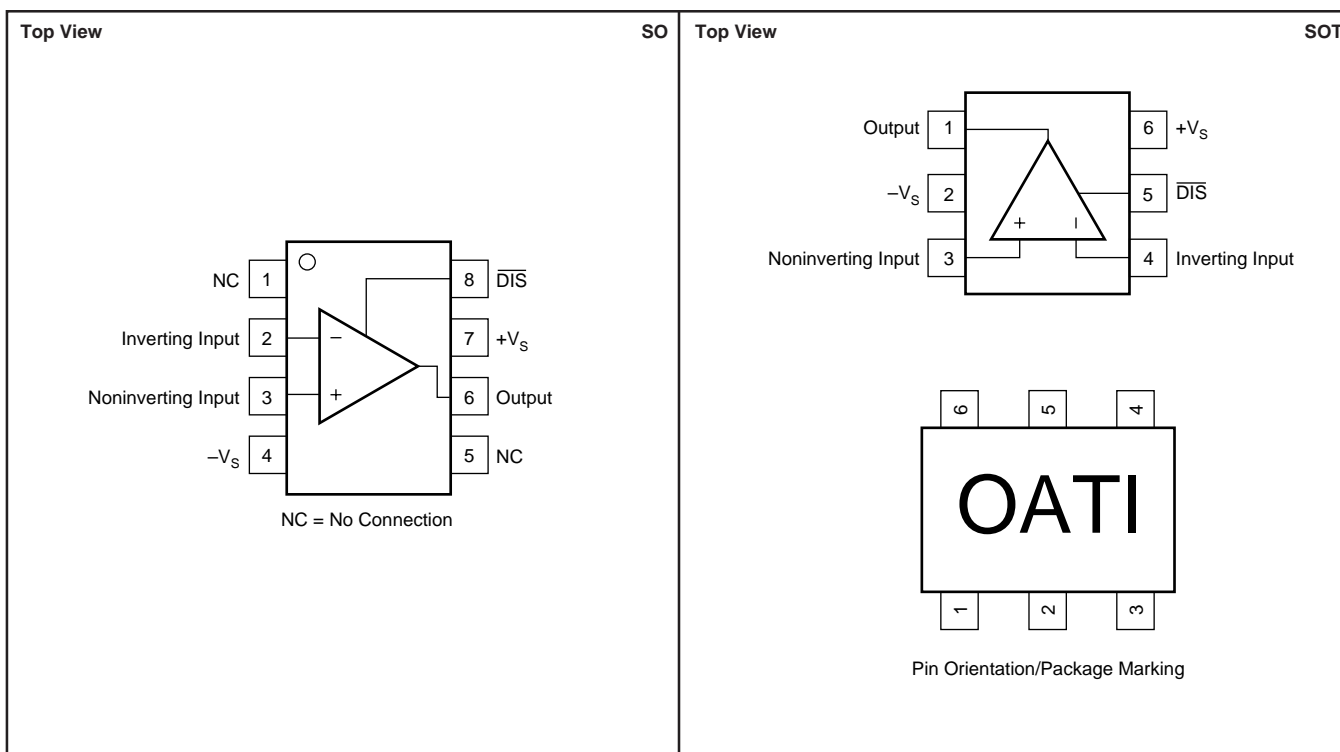 Top View SO
NC 1
8 D̅I̅S̅
Inverting Input 2 −
7 +VS
Noninverting Input 3 +
6 Output
–VS 4
5 NC
NC = No Connection
Top View SOT
Output 1
6 +VS
–VS 2
5 D̅I̅S̅
+ −
Noninverting Input 3
4 Inverting Input
6 5 4
OATI
1 2 3
Pin Orientation/Package Marking